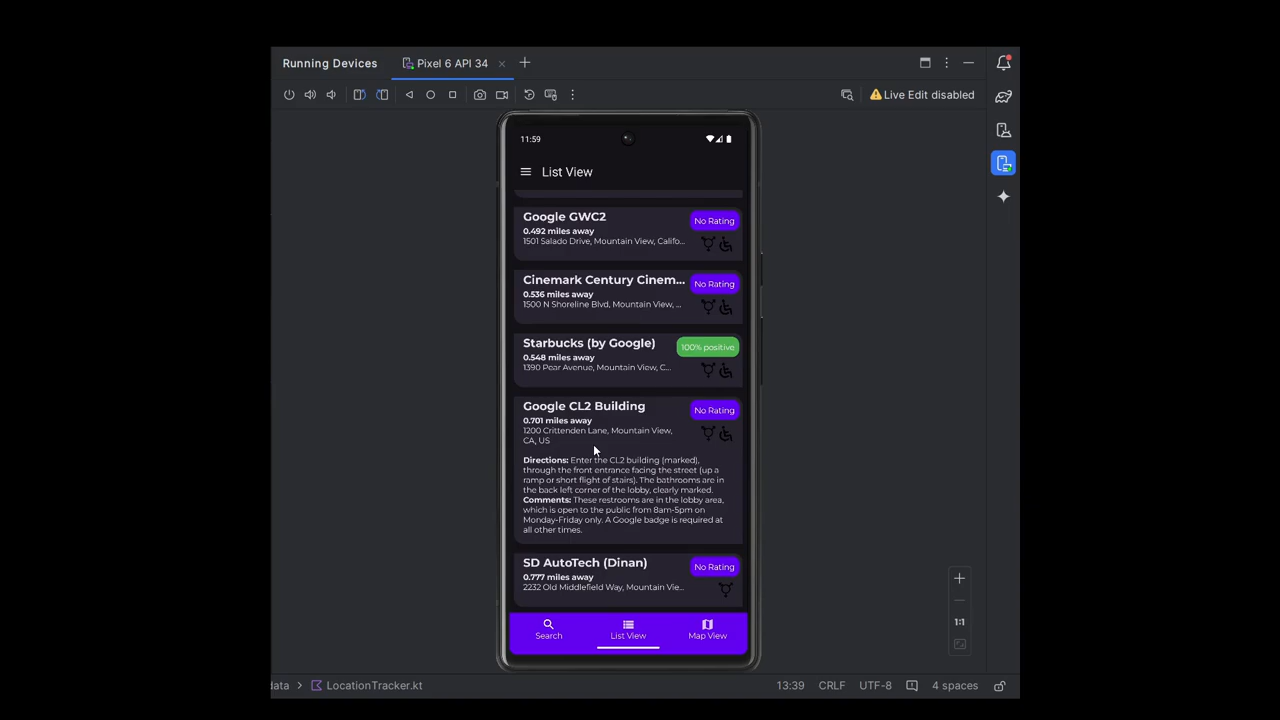 Running Devices
Pixel 6 API 34
Live Edit disabled
11:59
List View
Google GWC2
No Rating
0.492 miles away
1501 Salado Drive, Mountain View, Califo...
Cinemark Century Cinem...
No Rating
0.536 miles away
1500 N Shoreline Blvd, Mountain View, ...
Starbucks (by Google)
100% positive
0.548 miles away
1390 Pear Avenue, Mountain View, C...
Google CL2 Building
No Rating
0.701 miles away
1200 Crittenden Lane, Mountain View,
CA, US
Directions: Enter the CL2 building (marked),
through the front entrance facing the street (up a
ramp or short flight of stairs). The bathrooms are in
the back left corner of the lobby, clearly marked.
Comments: These restrooms are in the lobby area,
which is open to the public from 8am-5pm on
Monday-Friday only. A Google badge is required at
all other times.
SD AutoTech (Dinan)
No Rating
0.777 miles away
2232 Old Middlefield Way, Mountain Vie...
Search
List View
Map View
1:1
data > LocationTracker.kt
13:39
CRLF
UTF-8
4 spaces